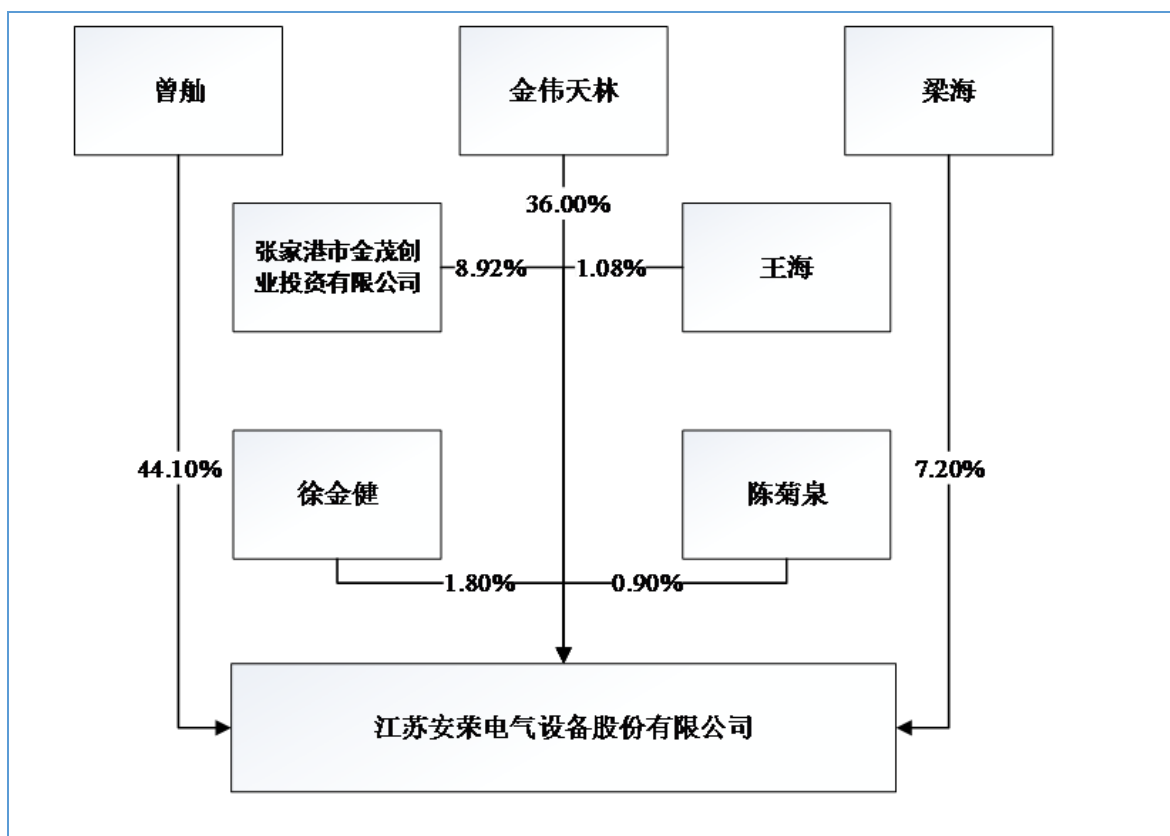 曾舢
金伟天林
梁海
36.00%
张家港市金茂创
业投资有限公司
8.92%
1.08%
王海
44.10%
徐金健
陈菊泉
7.20%
1.80%
0.90%
江苏安荣电气设备股份有限公司